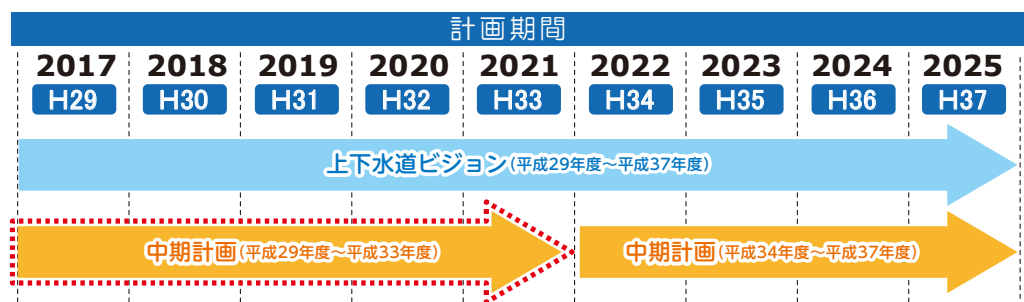 計画期間
2017 2018 2019 2020 2021 2022 2023 2024 2025
H29 H30 H31 H32 H33 H34 H35 H36 H37
上下水道ビジョン(平成29年度～平成37年度)
中期計画(平成29年度～平成33年度) 中期計画(平成34年度～平成37年度)